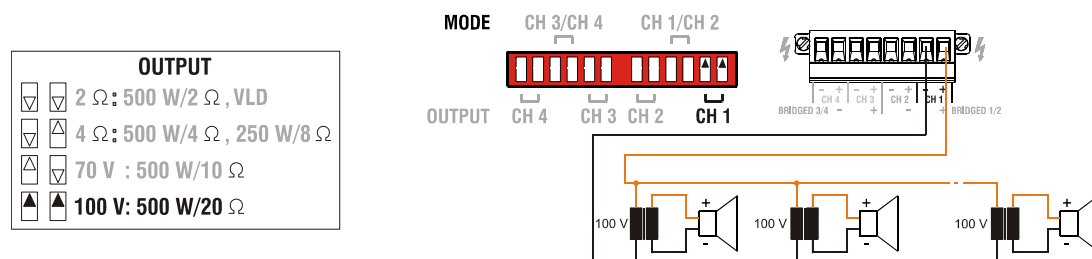 OUTPUT
2 Ω: 500 W/2 Ω , VLD
4 Ω: 500 W/4 Ω , 250 W/8 Ω
70 V : 500 W/10 Ω
100 V: 500 W/20 Ω
MODE CH 3/CH 4 CH 1/CH 2
OUTPUT CH 4 CH 3 CH 2 CH 1
- + - + - + - +
CH 4 CH 3 CH 2 CH 1
BRIDGED 3/4 - + - + BRIDGED 1/2
100 V + -
100 V + -
100 V + -